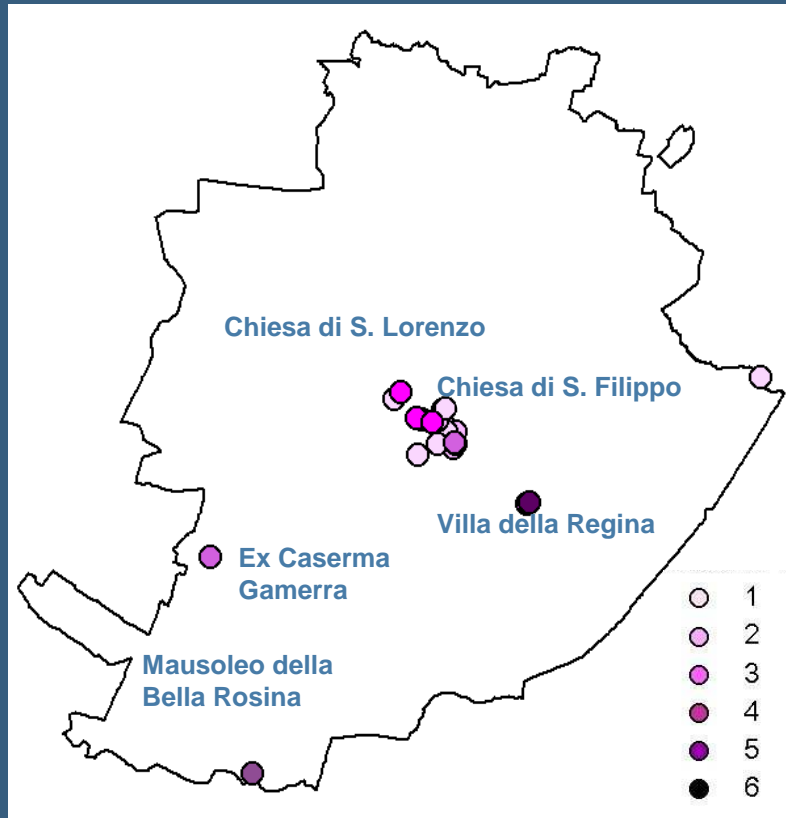 Chiesa di S. Lorenzo
Chiesa di S. Filippo
Villa della Regina
Ex Caserma
Gamerra
Mausoleo della
Bella Rosina
1
2
3
4
5
6